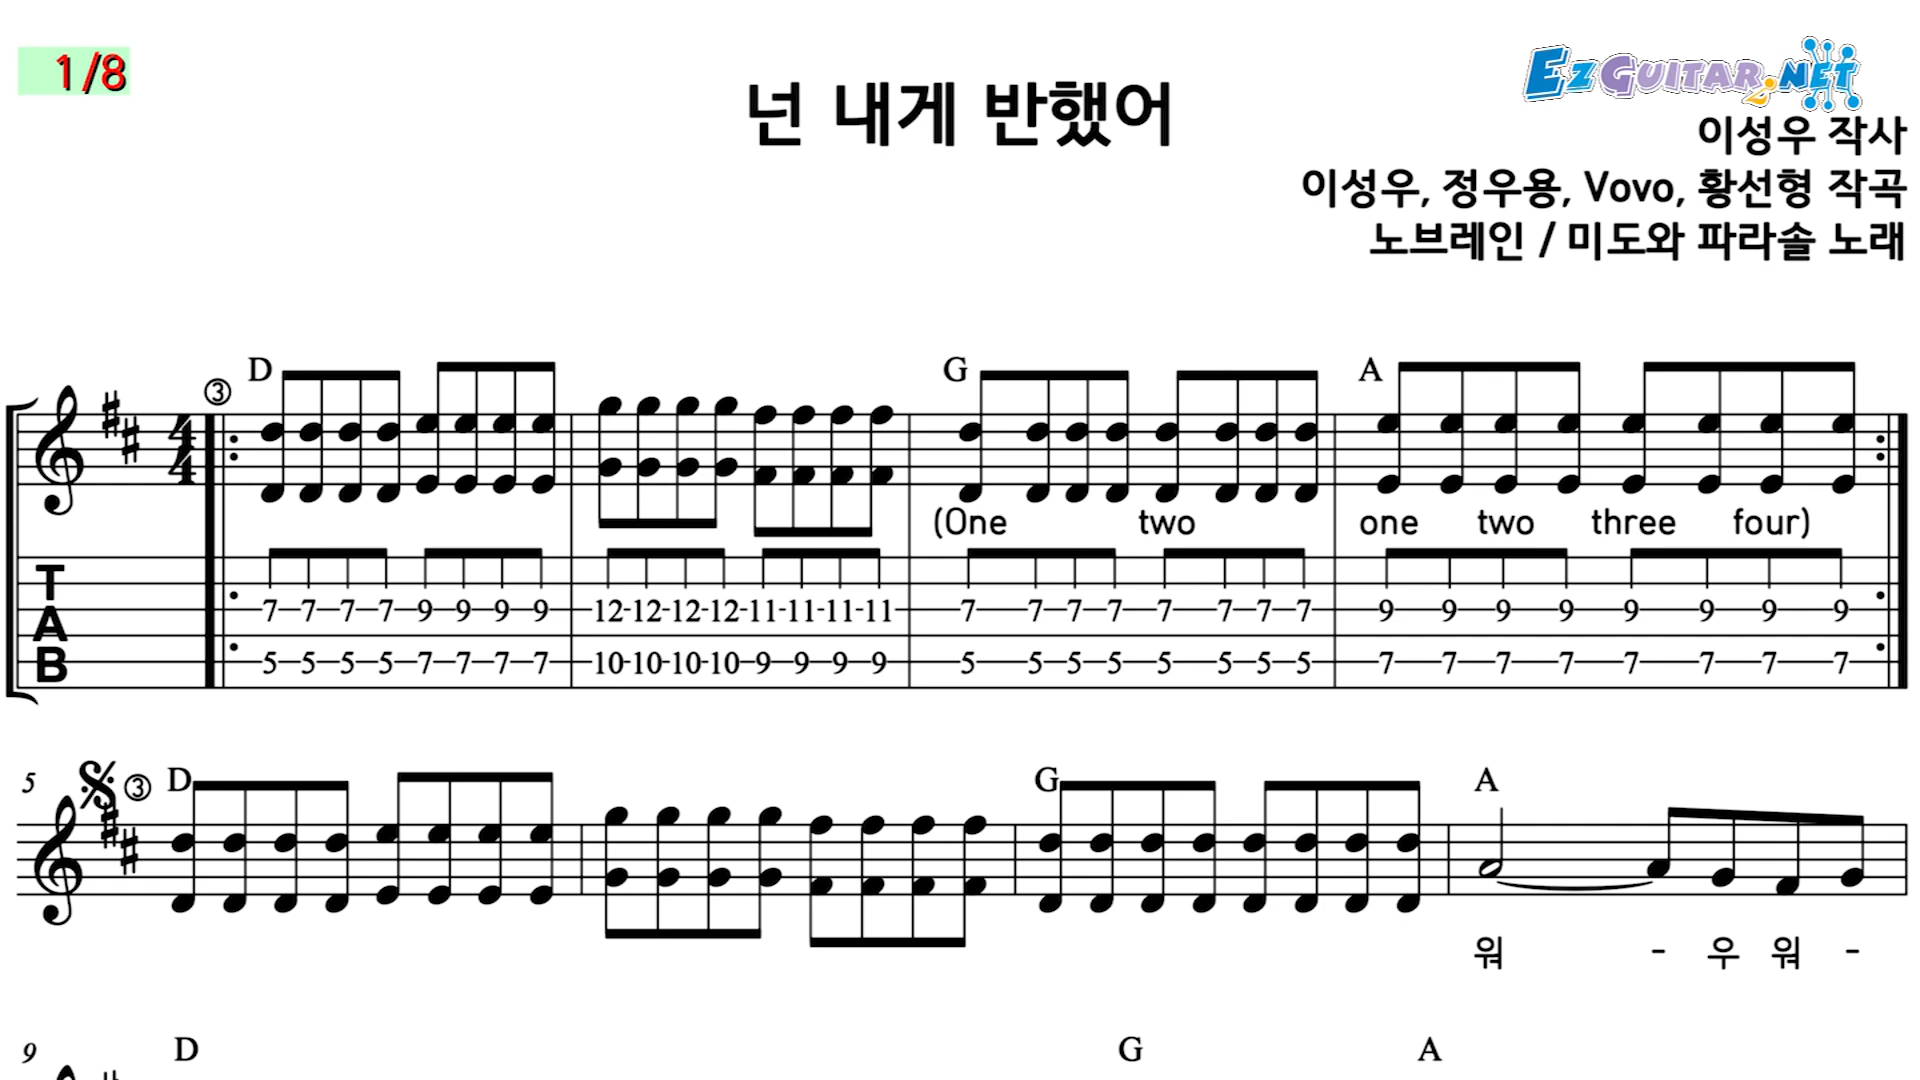 1/8
EzGuitar.net
넌 내게 반했어
이성우 작사
이성우, 정우용, Vovo, 황선형 작곡
노브레인 / 미도와 파라솔 노래
③ D G A
4
4
(One two one two three four)
TAB
7 7 7 7 9 9 9 9 12 12 12 12 11 11 11 11 7 7 7 7 7 7 7 7 9 9 9 9 9 9 9 9
5 5 5 5 7 7 7 7 10 10 10 10 9 9 9 9 5 5 5 5 5 5 5 5 7 7 7 7 7 7 7 7
5 ③ D G A
워 - 우 워 -
9 D G A